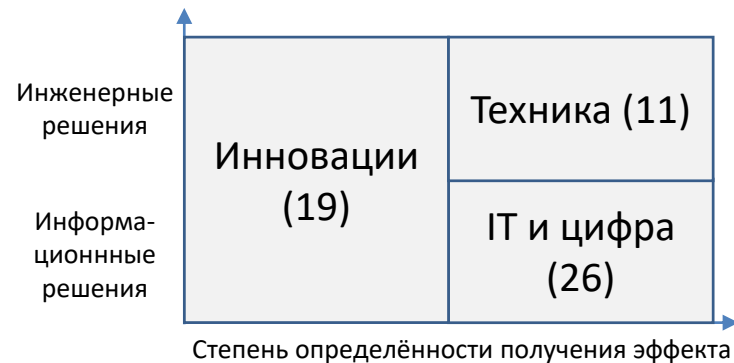 Инженерные
решения
Инновации
(19)
Техника (11)
Информа-
ционнные
решения
IT и цифра
(26)
Степень определённости получения эффекта